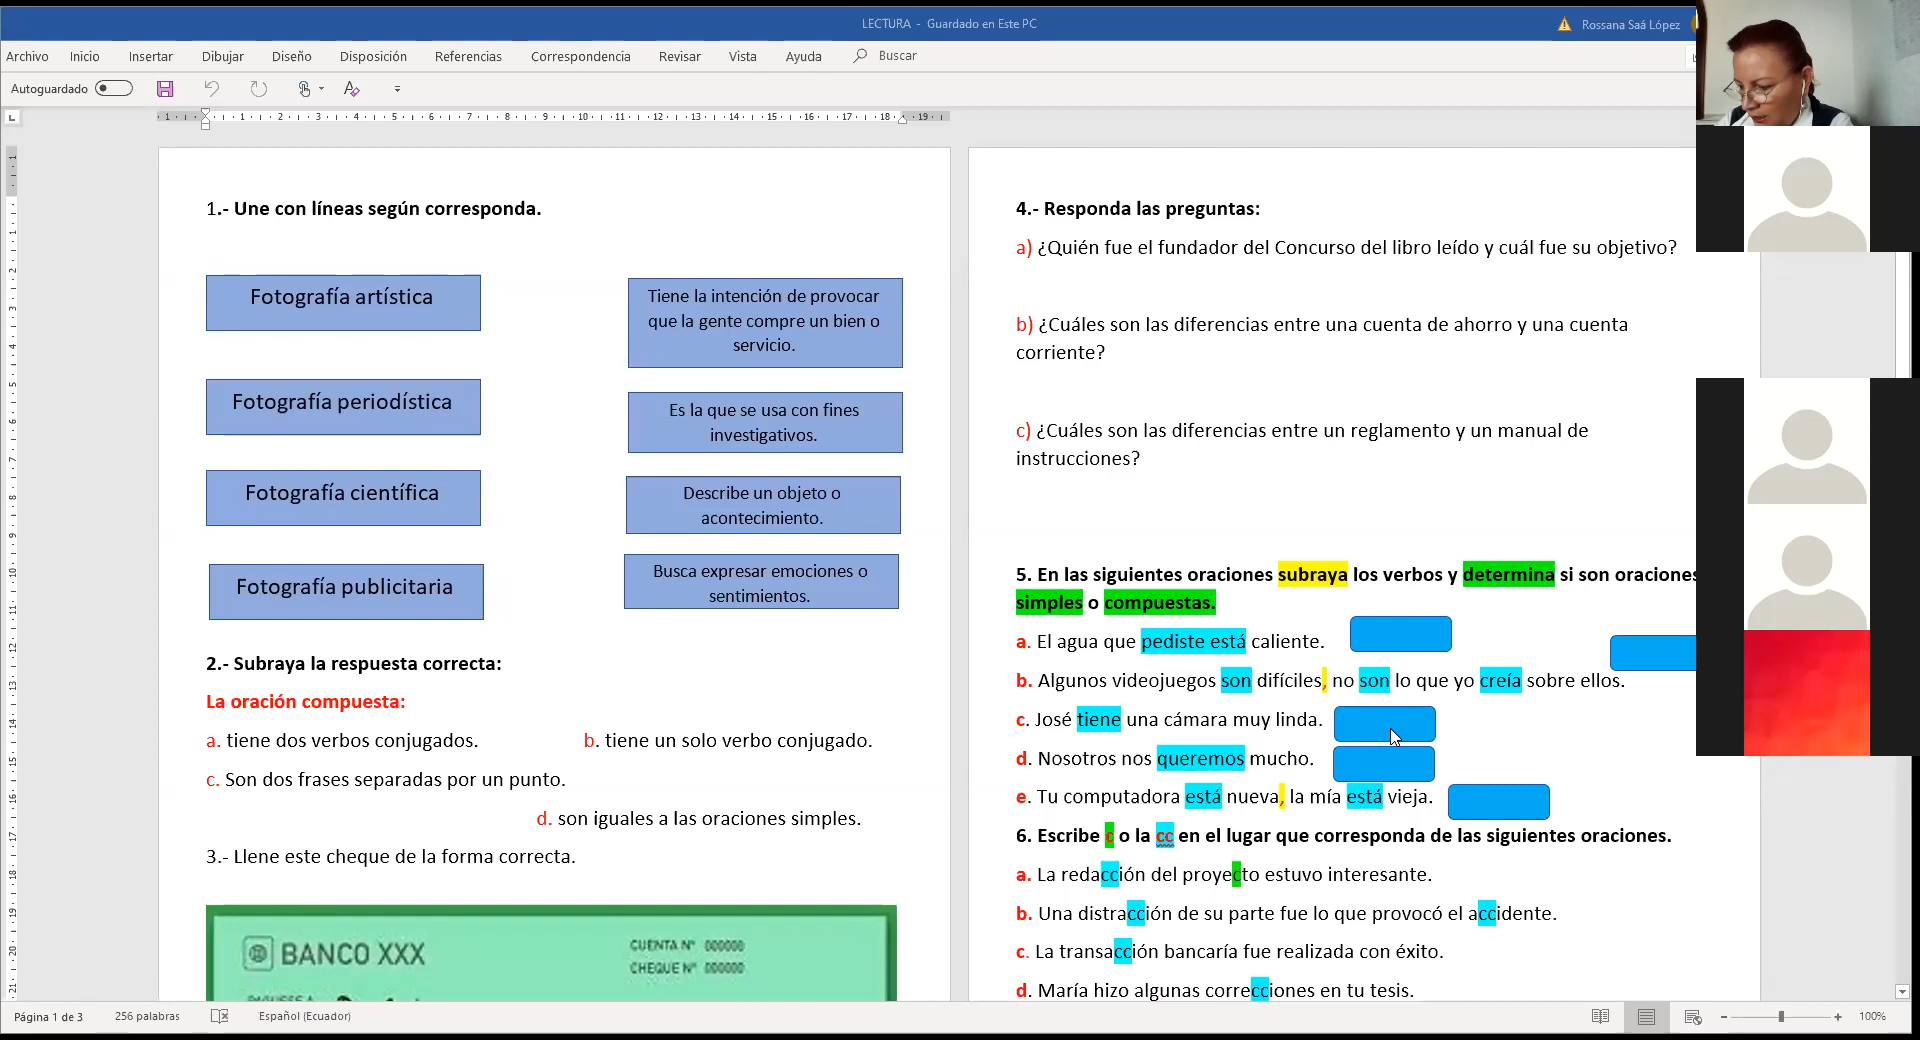 LECTURA - Guardado en Este PC
Rossana Saá López
Archivo Inicio Insertar Dibujar Diseño Disposición Referencias Correspondencia Revisar Vista Ayuda Buscar
Autoguardado
1.- Une con líneas según corresponda.
Fotografía artística
Tiene la intención de provocar
que la gente compre un bien o
servicio.
Fotografía periodística
Es la que se usa con fines
investigativos.
Fotografía científica
Describe un objeto o
acontecimiento.
Fotografía publicitaria
Busca expresar emociones o
sentimientos.
2.- Subraya la respuesta correcta:
La oración compuesta:
a. tiene dos verbos conjugados. b. tiene un solo verbo conjugado.
c. Son dos frases separadas por un punto.
d. son iguales a las oraciones simples.
3.- Llene este cheque de la forma correcta.
BANCO XXX
CUENTA Nº 000000
CHEQUE Nº 000000
4.- Responda las preguntas:
a) ¿Quién fue el fundador del Concurso del libro leído y cuál fue su objetivo?
b) ¿Cuáles son las diferencias entre una cuenta de ahorro y una cuenta
corriente?
c) ¿Cuáles son las diferencias entre un reglamento y un manual de
instrucciones?
5. En las siguientes oraciones subraya los verbos y determina si son oraciones
simples o compuestas.
a. El agua que pediste está caliente.
b. Algunos videojuegos son difíciles, no son lo que yo creía sobre ellos.
c. José tiene una cámara muy linda.
d. Nosotros nos queremos mucho.
e. Tu computadora está nueva, la mía está vieja.
6. Escribe c o la cc en el lugar que corresponda de las siguientes oraciones.
a. La redacción del proyecto estuvo interesante.
b. Una distracción de su parte fue lo que provocó el accidente.
c. La transacción bancaría fue realizada con éxito.
d. María hizo algunas correcciones en tu tesis.
Página 1 de 3 256 palabras Español (Ecuador) 100%